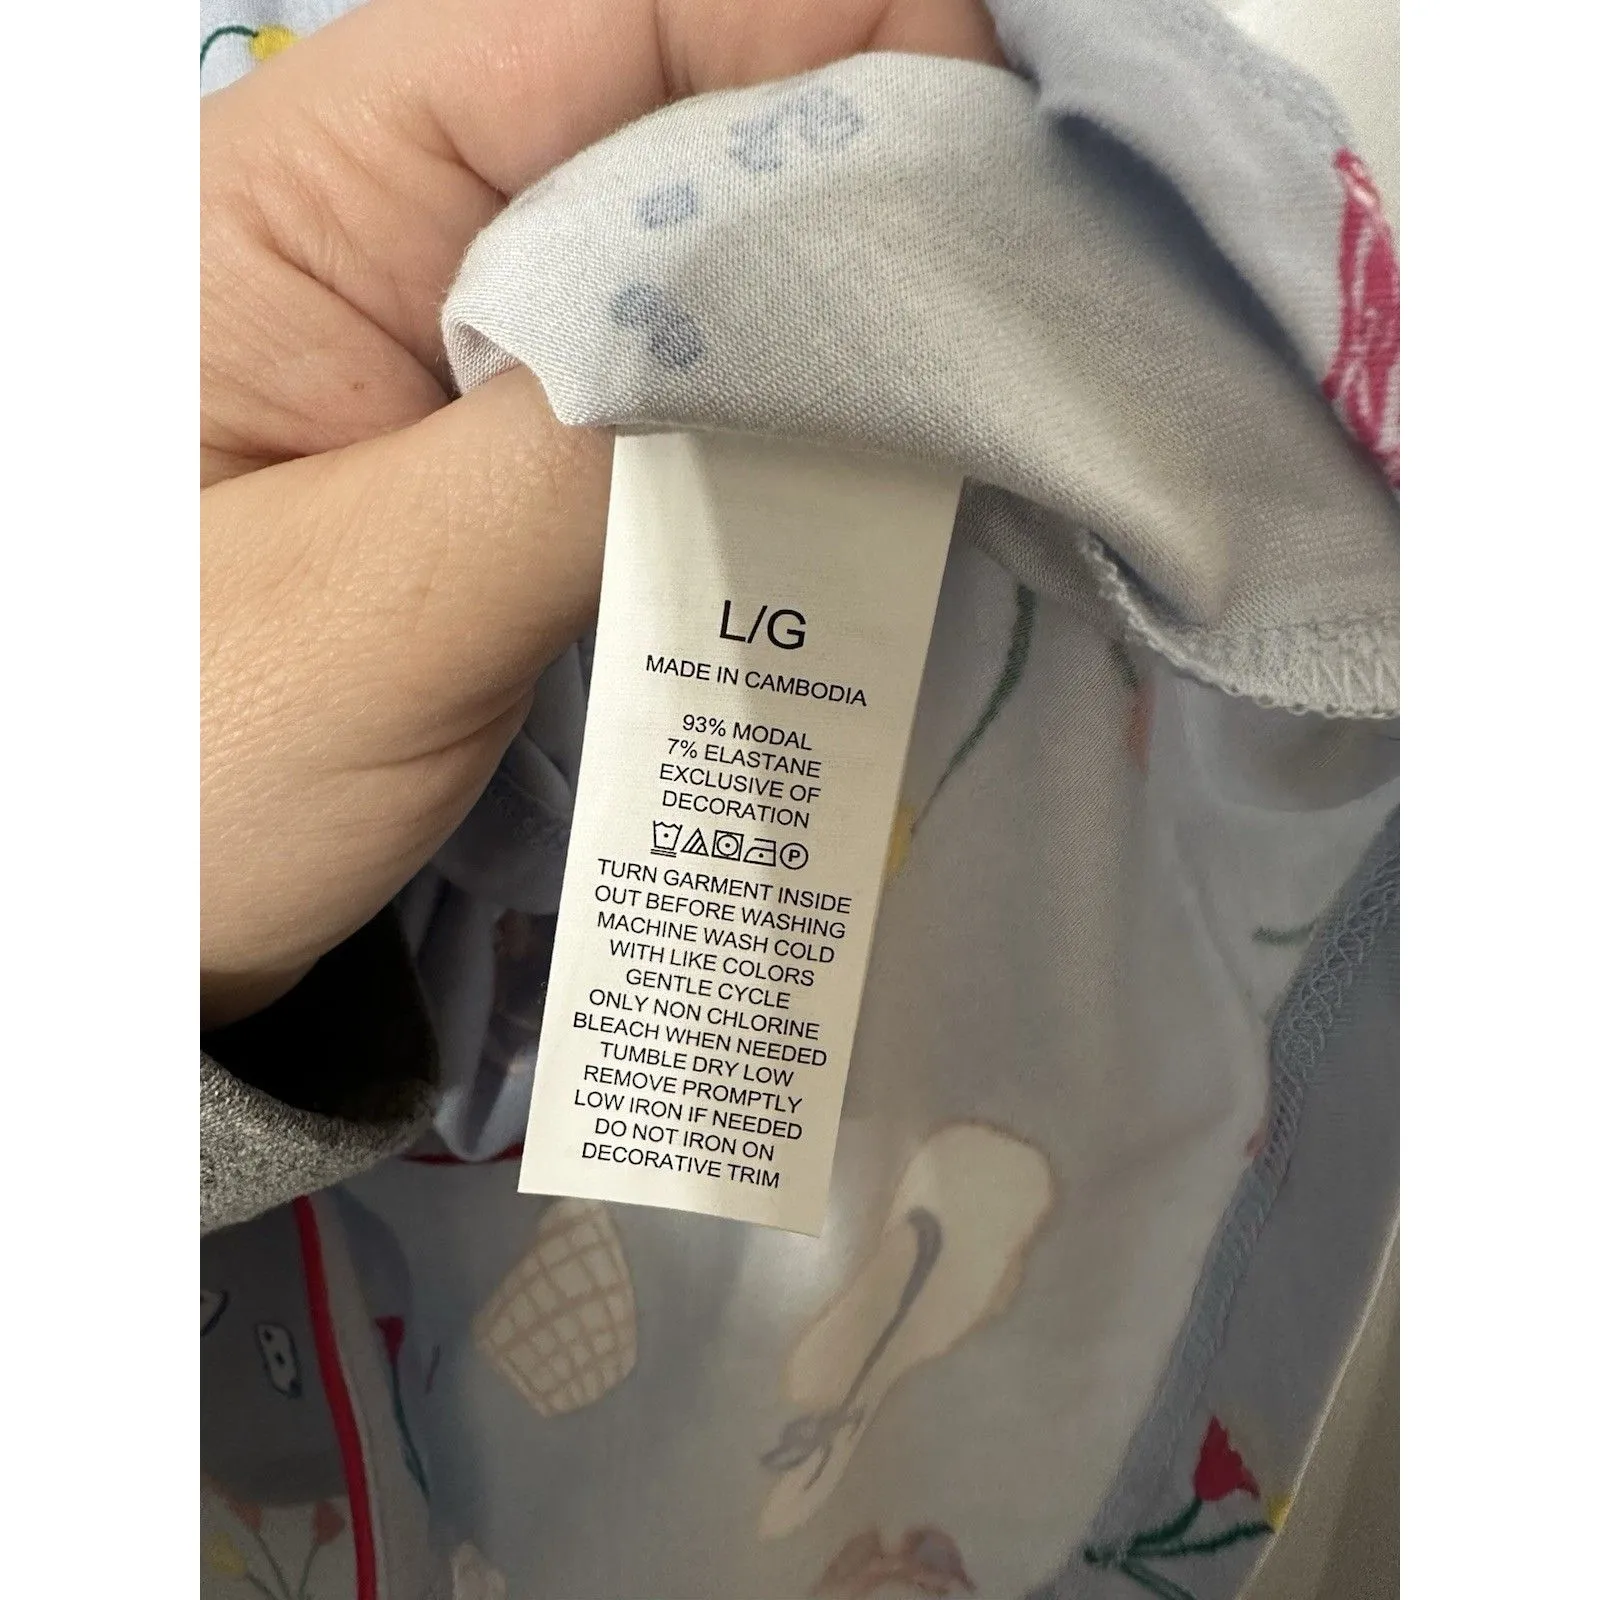 L/G
MADE IN CAMBODIA
93% MODAL
7% ELASTANE
EXCLUSIVE OF
DECORATION
P
TURN GARMENT INSIDE
OUT BEFORE WASHING
MACHINE WASH COLD
WITH LIKE COLORS
GENTLE CYCLE
ONLY NON CHLORINE
BLEACH WHEN NEEDED
TUMBLE DRY LOW
REMOVE PROMPTLY
LOW IRON IF NEEDED
DO NOT IRON ON
DECORATIVE TRIM